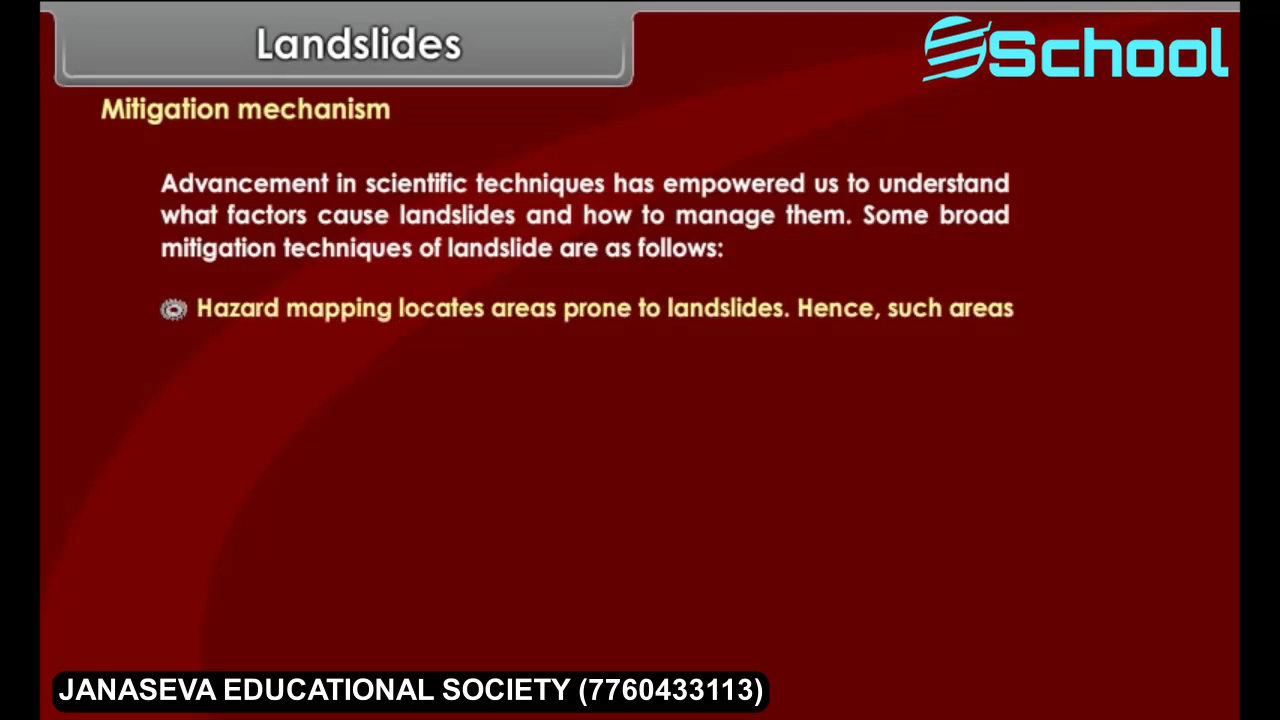 Landslides
School
Mitigation mechanism
Advancement in scientific techniques has empowered us to understand
what factors cause landslides and how to manage them. Some broad
mitigation techniques of landslide are as follows:
Hazard mapping locates areas prone to landslides. Hence, such areas
JANASEVA EDUCATIONAL SOCIETY (7760433113)